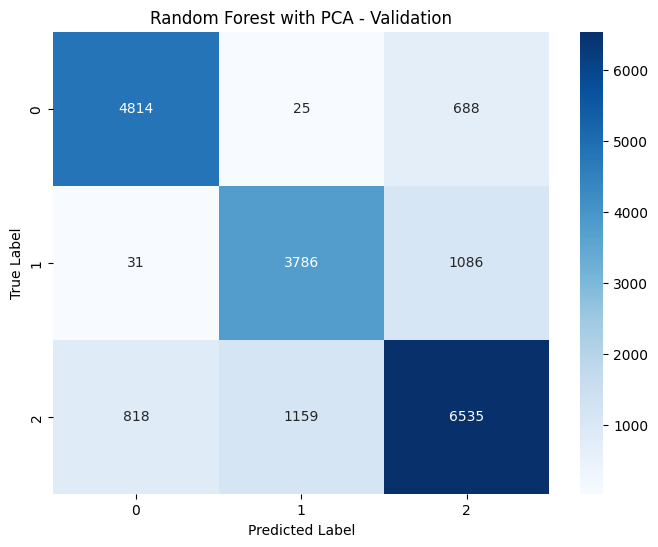 Random Forest with PCA - Validation
True Label
0 4814 25 688
1 31 3786 1086
2 818 1159 6535
0 1 2
Predicted Label
6000
5000
4000
3000
2000
1000